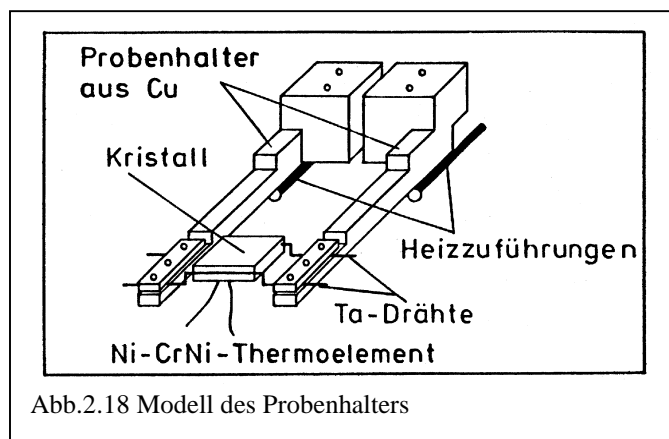 Probenhalter
aus Cu
Kristall
Heizzuführungen
Ta-Drähte
Ni-CrNi-Thermoelement
Abb.2.18 Modell des Probenhalters